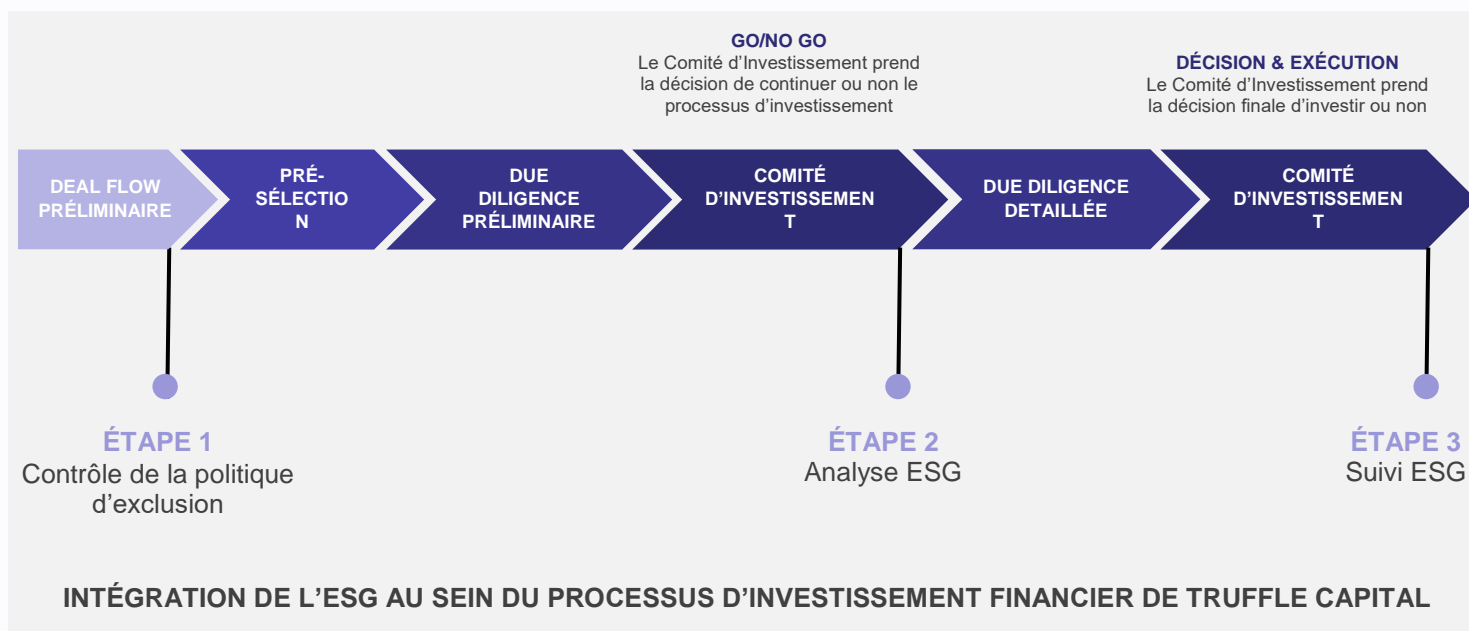 GO/NO GO
Le Comité d'Investissement prend
la décision de continuer ou non le
processus d'investissement
DÉCISION & EXÉCUTION
Le Comité d'Investissement prend
la décision finale d'investir ou non
DEAL FLOW
PRÉLIMINAIRE
PRÉ-
SÉLECTIO
N
DUE
DILIGENCE
PRÉLIMINAIRE
COMITÉ
D'INVESTISSEMEN
T
DUE DILIGENCE
DETAILLÉE
COMITÉ
D'INVESTISSEMEN
T
ÉTAPE 1
Contrôle de la politique
d'exclusion
ÉTAPE 2
Analyse ESG
ÉTAPE 3
Suivi ESG
INTÉGRATION DE L'ESG AU SEIN DU PROCESSUS D'INVESTISSEMENT FINANCIER DE TRUFFLE CAPITAL